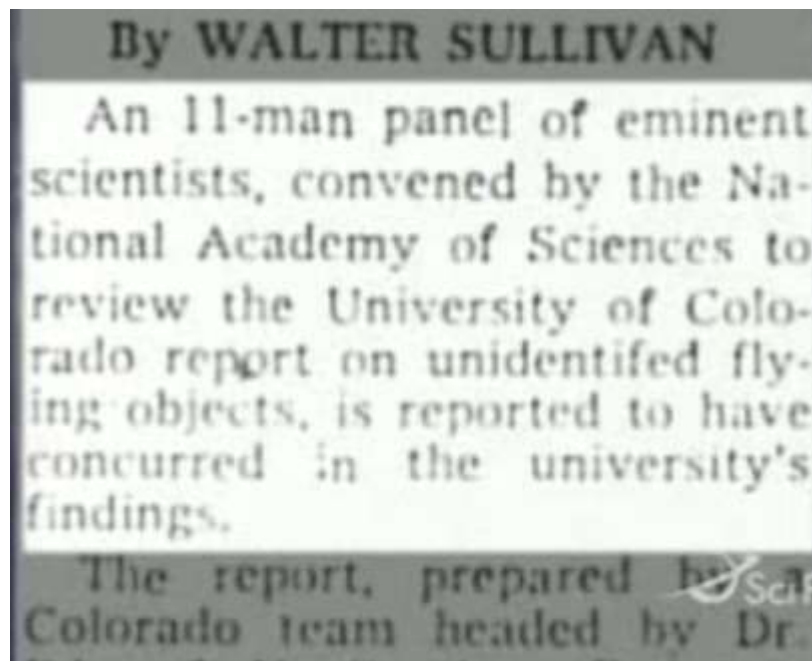 By WALTER SULLIVAN
An 11-man panel of eminent
scientists, convened by the Na-
tional Academy of Sciences to
review the University of Colo-
rado report on unidentifed fly-
ing objects, is reported to have
concurred in the university's
findings.
The report, prepared by a
Colorado team headed by Dr.
Sci